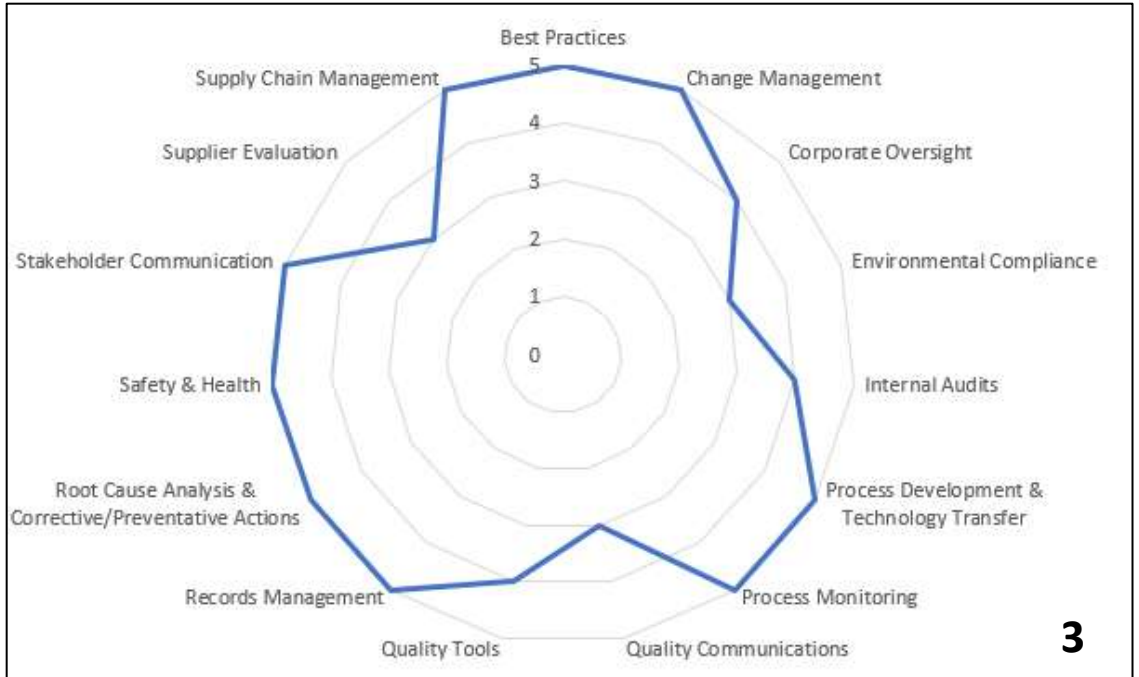 Best Practices
5
Supply Chain Management
Change Management
4
Supplier Evaluation
Corporate Oversight
3
Stakeholder Communication
Environmental Compliance
2
1
0
Safety & Health
Internal Audits
Root Cause Analysis &
Corrective/Preventative Actions
Process Development &
Technology Transfer
Records Management
Process Monitoring
Quality Tools
Quality Communications
3